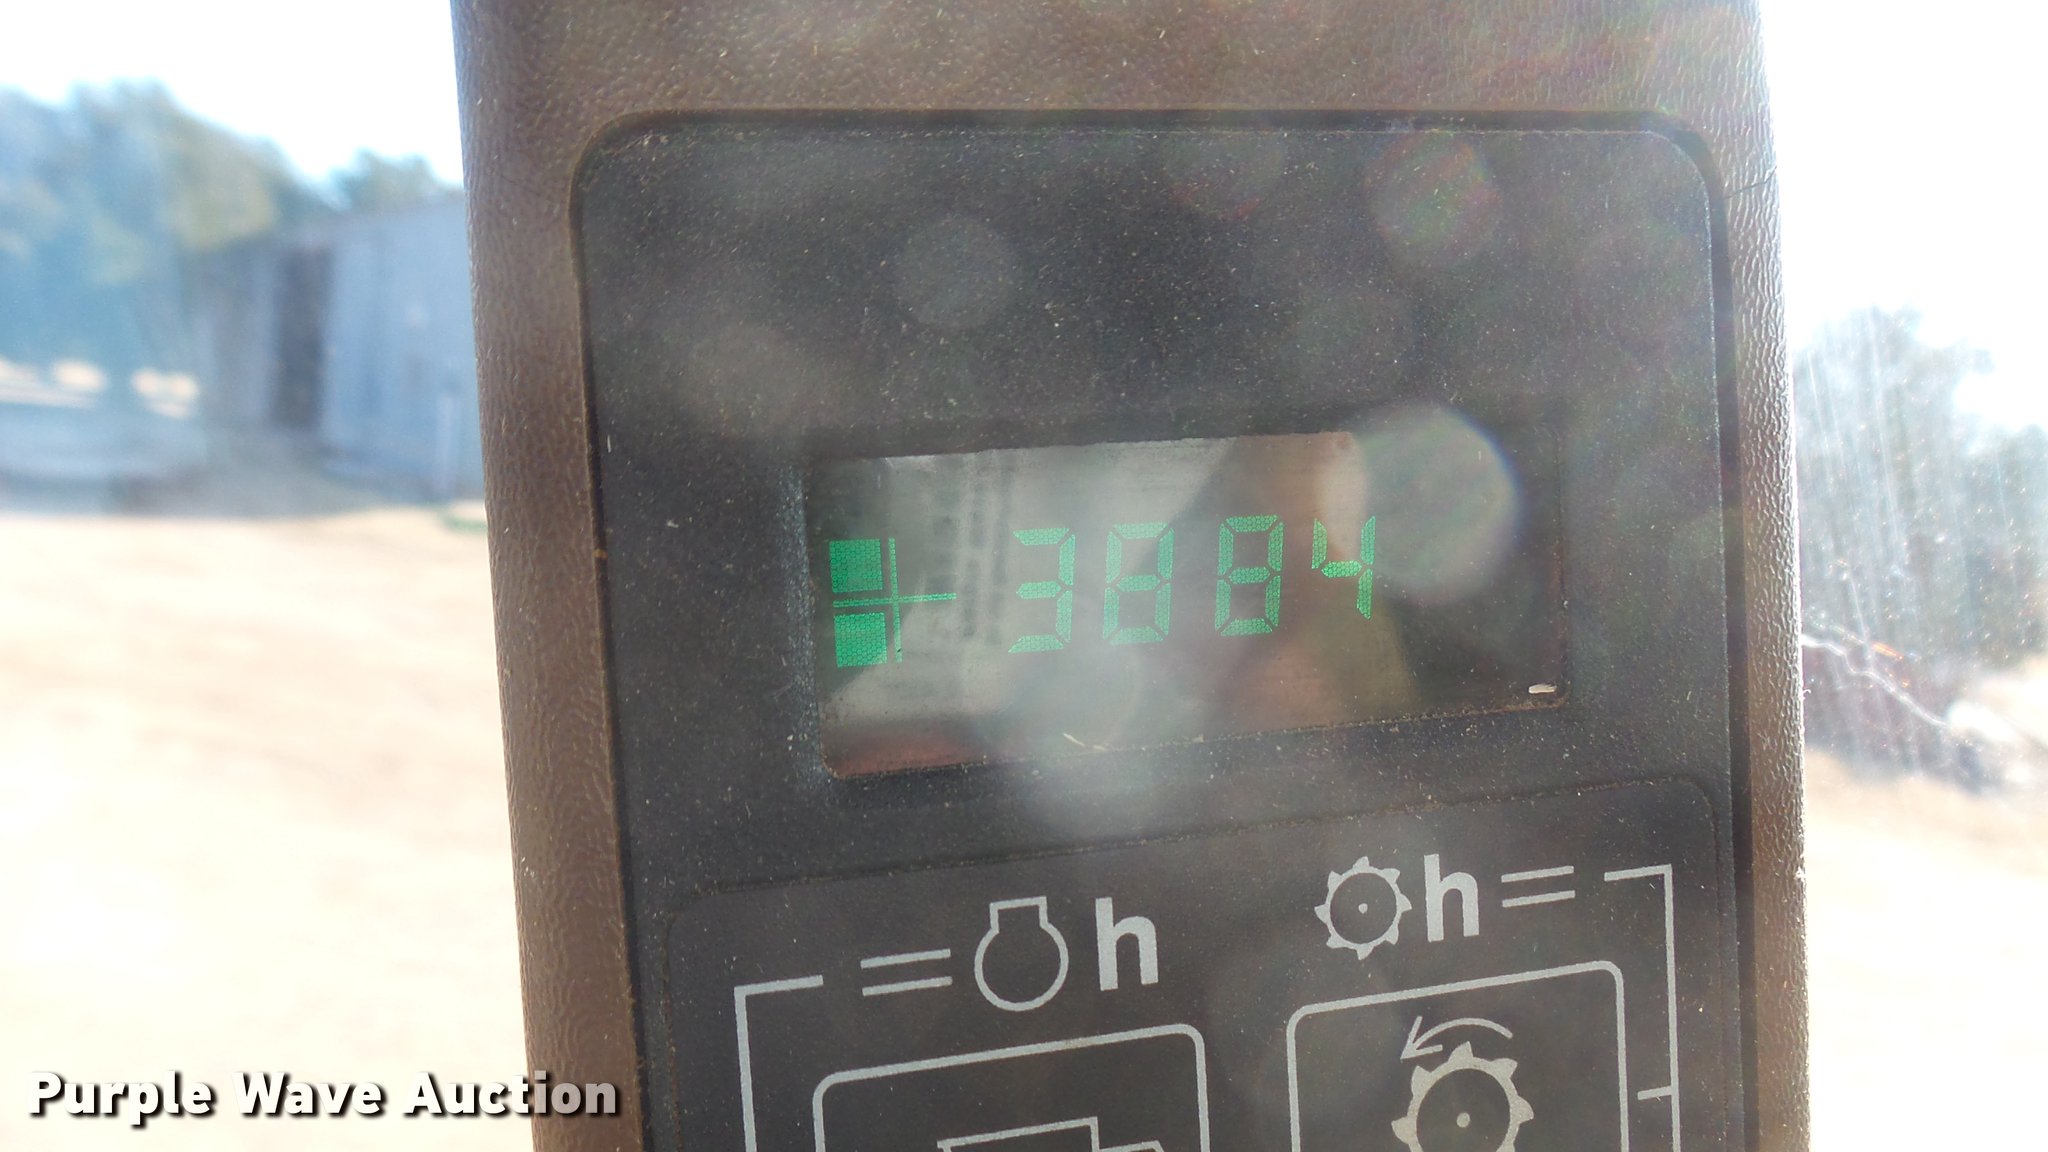 3884
= h
h =
Purple Wave Auction